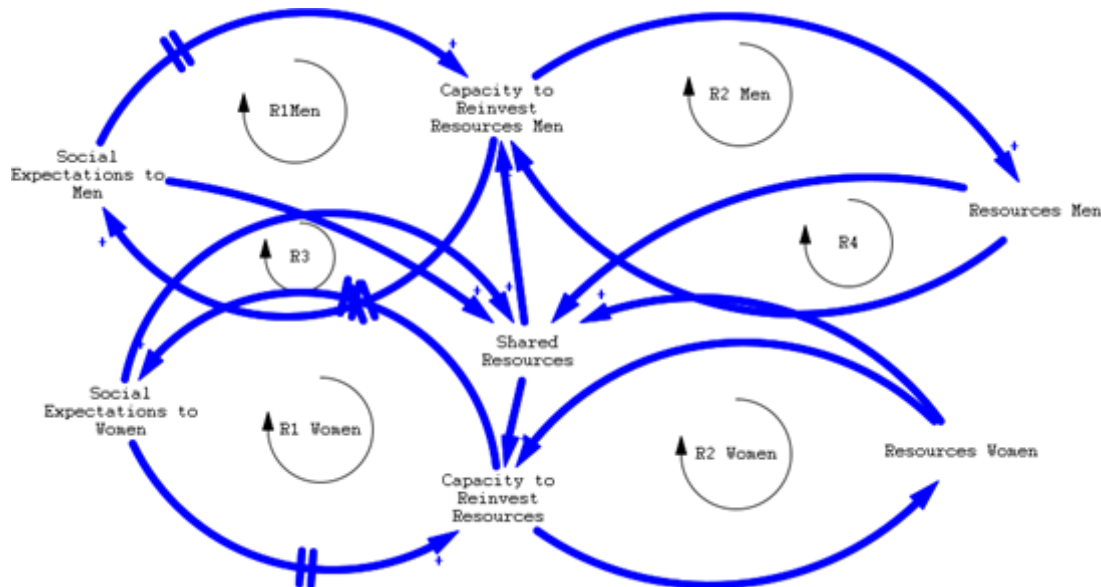 R1Men
R2 Men
Capacity to
Reinvest
Resources Men
Social
Expectations to
Men
Resources Men
R3
R4
Shared
Resources
Social
Expectations to
Women
R1 Women
R2 Women
Resources Women
Capacity to
Reinvest
Resources